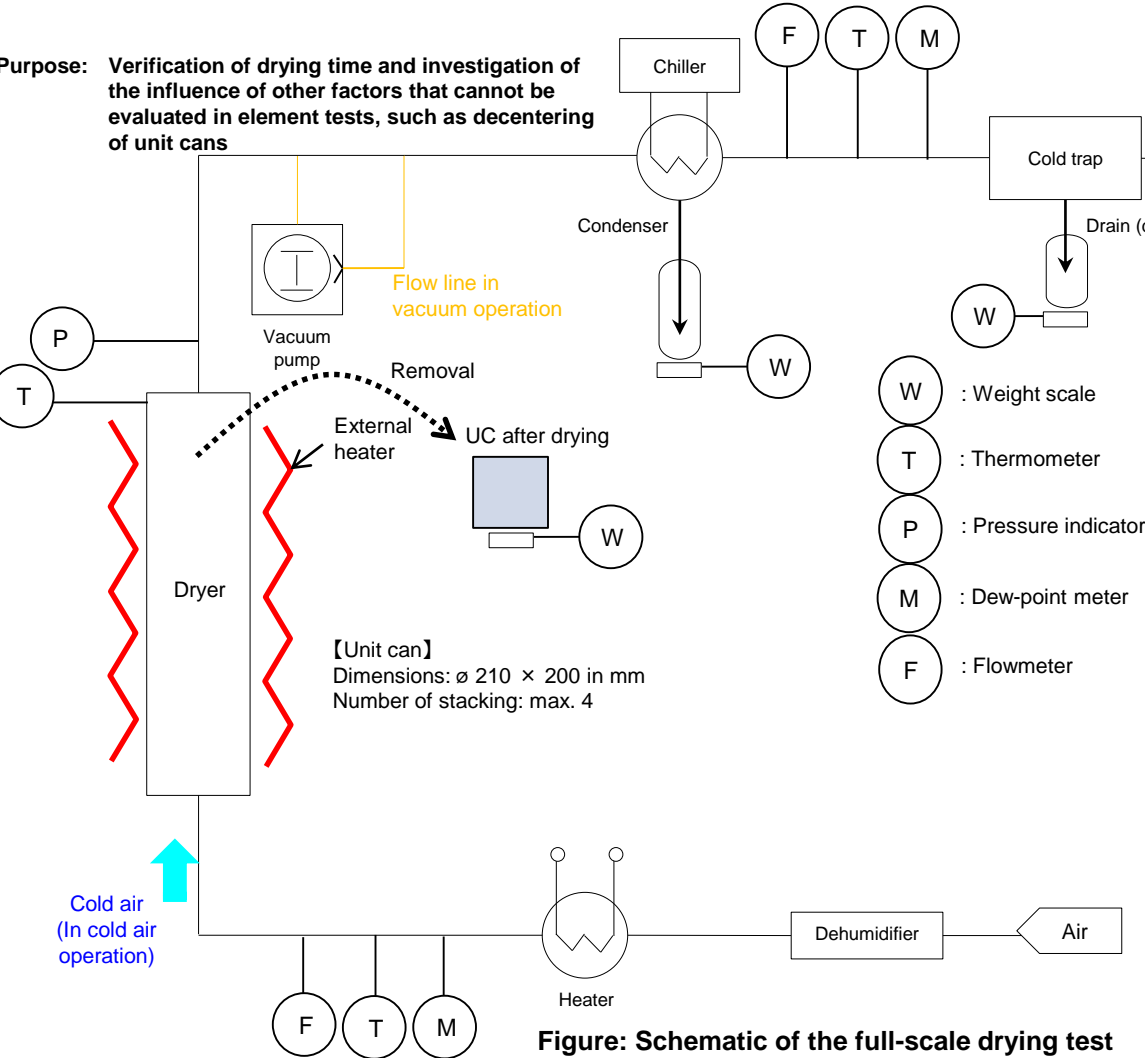 Purpose: Verification of drying time and investigation of
the influence of other factors that cannot be
evaluated in element tests, such as decentering
of unit cans
Chiller
F
T
M
Cold trap
Condenser
Drain
Flow line in
vacuum operation
Vacuum
pump
P
T
W
W
Removal
External
heater
UC after drying
W
Dryer
【Unit can】
Dimensions: ø 210 × 200 in mm
Number of stacking: max. 4
W : Weight scale
T : Thermometer
P : Pressure indicator
M : Dew-point meter
F : Flowmeter
Cold air
(In cold air
operation)
F
T
M
Heater
Dehumidifier
Air
Figure: Schematic of the full-scale drying test